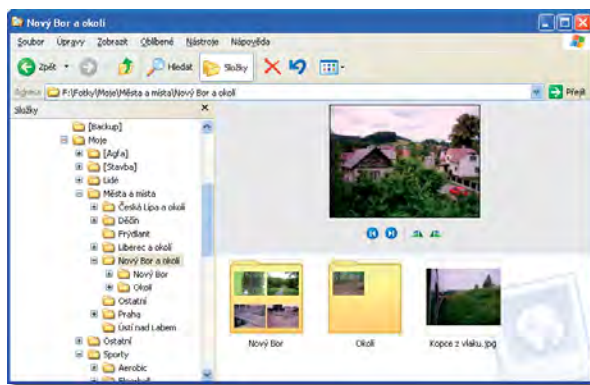 Nový Bor a okolí
Soubor Úpravy Zobrazit Oblíbené Nástroje Nápověda
Zpět Hledat Složky
Adresa F:\Fotky\Moje\Města a místa\Nový Bor a okolí Přejít
Složky
[Backup]
Moje
[Agfa]
[Stavba]
Lidé
Města a místa
Česká Lípa a okolí
Děčín
Frýdlant
Liberec a okolí
Nový Bor a okolí
Nový Bor
Okolí
Ostatní
Praha
Ústí nad Labem
Ostatní
Sporty
Aerobic
Nový Bor
Okolí
Kopce z vlaku.jpg